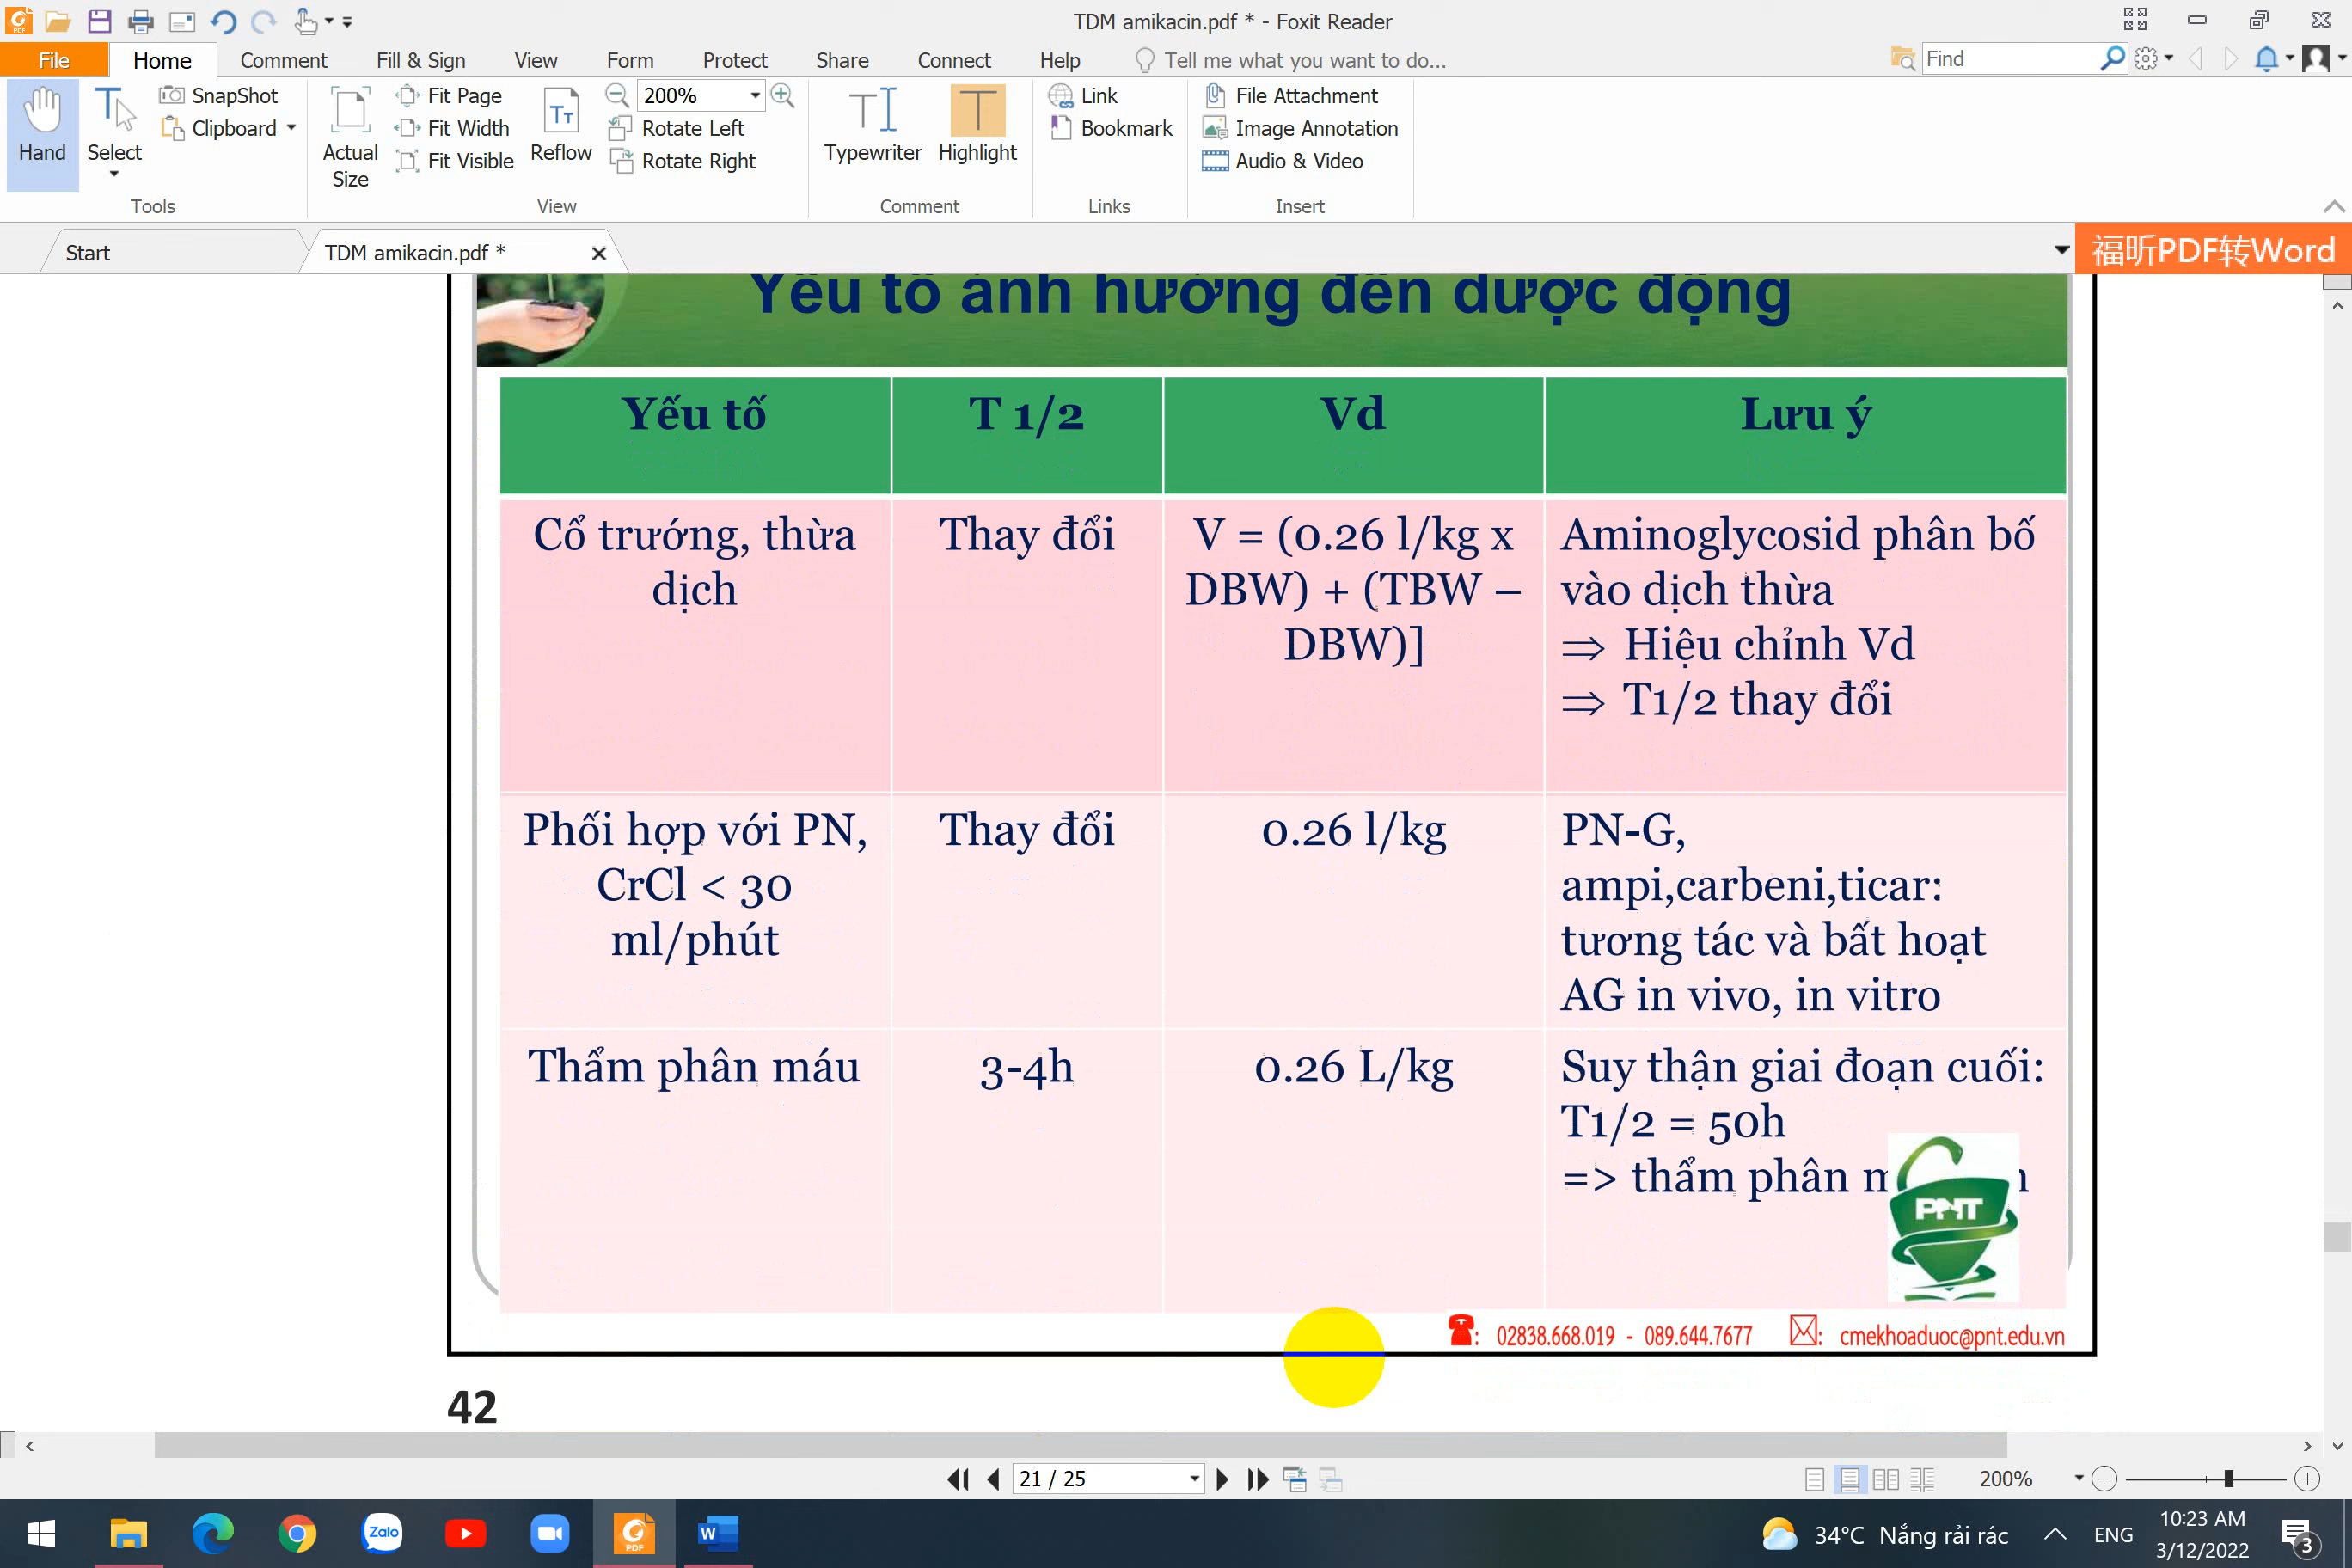 TDM amikacin.pdf * - Foxit Reader
File Home Comment Fill & Sign View Form Protect Share Connect Help Tell me what you want to do... Find
Hand
Select
SnapShot
Clipboard
Tools
Actual
Size
Fit Page
Fit Width
Fit Visible
Reflow
200%
Rotate Left
Rotate Right
View
Typewriter
Highlight
Comment
Link
Bookmark
Links
File Attachment
Image Annotation
Audio & Video
Insert
Start
TDM amikacin.pdf *
福昕PDF转Word
Yếu tố ảnh hưởng đến dược động
Yếu tố T 1/2 Vd Lưu ý
Cổ trướng, thừa
dịch
Thay đổi
V = (0.26 l/kg x
DBW) + (TBW –
DBW)]
Aminoglycosid phân bố
vào dịch thừa
⇒ Hiệu chỉnh Vd
⇒ T1/2 thay đổi
Phối hợp với PN,
CrCl < 30
ml/phút
Thay đổi
0.26 l/kg
PN-G,
ampi,carbeni,ticar:
tương tác và bất hoạt
AG in vivo, in vitro
Thẩm phân máu
3-4h
0.26 L/kg
Suy thận giai đoạn cuối:
T1/2 = 50h
=> thẩm phân
PNT
: 02838.668.019 - 089.644.7677 : cmekhoaduoc@pnt.edu.vn
42
21 / 25
200%
Zalo
34°C Nắng rải rác
ENG
10:23 AM
3/12/2022
3